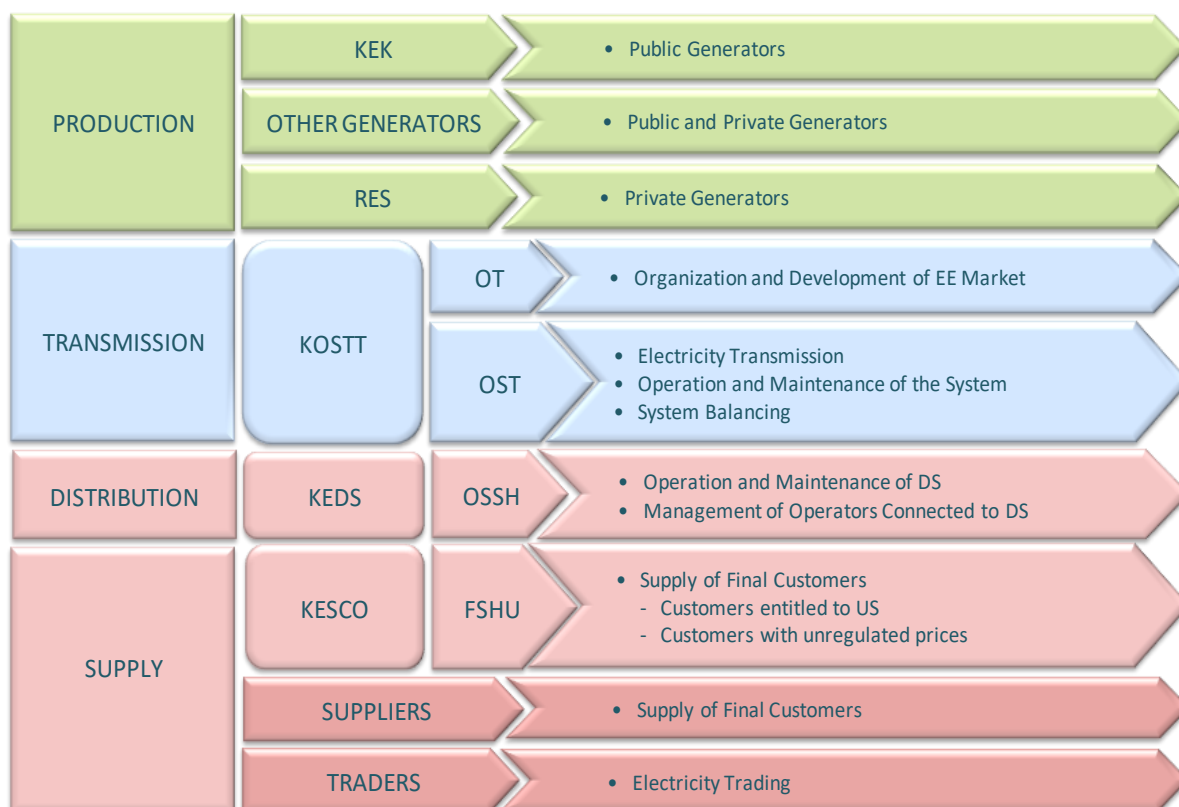 PRODUCTION
KEK
• Public Generators
OTHER GENERATORS
• Public and Private Generators
RES
• Private Generators
TRANSMISSION
KOSTT
OT
• Organization and Development of EE Market
OST
• Electricity Transmission
• Operation and Maintenance of the System
• System Balancing
DISTRIBUTION
KEDS
OSSH
• Operation and Maintenance of DS
• Management of Operators Connected to DS
SUPPLY
KESCO
FSHU
• Supply of Final Customers
- Customers entitled to US
- Customers with unregulated prices
SUPPLIERS
• Supply of Final Customers
TRADERS
• Electricity Trading